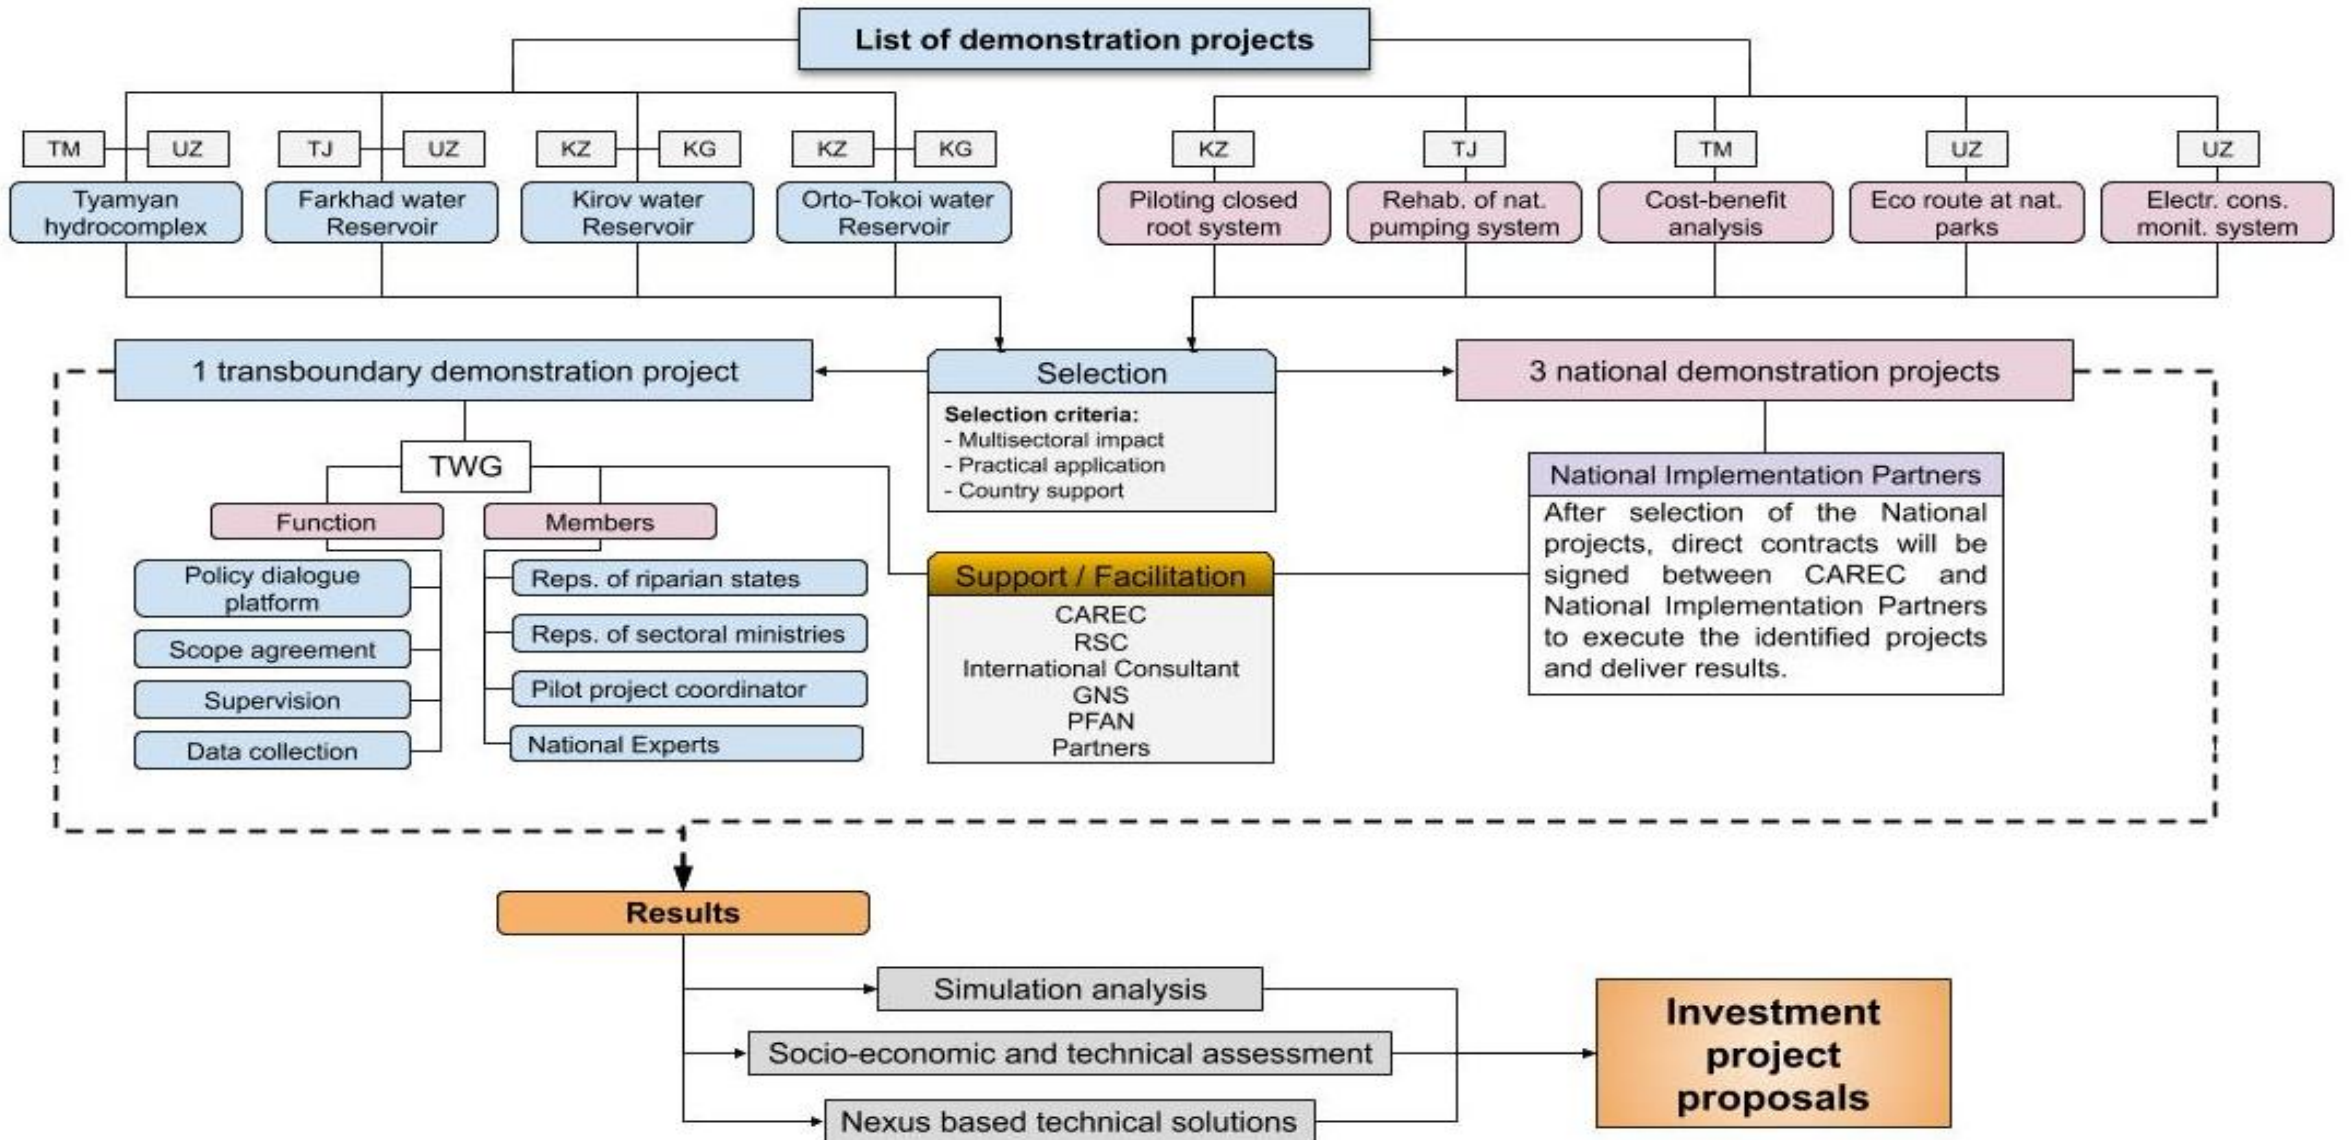 List of demonstration projects
TM
UZ
TJ
UZ
KZ
KG
KZ
KG
KZ
TJ
TM
UZ
UZ
Tyamyan
hydrocomplex
Farkhad water
Reservoir
Kirov water
Reservoir
Orto-Tokoi water
Reservoir
Piloting closed
root system
Rehab. of nat.
pumping system
Cost-benefit
analysis
Eco route at nat.
parks
Electr. cons.
monit. system
1 transboundary demonstration project
Selection
3 national demonstration projects
Selection criteria:
- Multisectoral impact
- Practical application
- Country support
TWG
Function
Policy dialogue
platform
Scope agreement
Supervision
Data collection
Members
Reps. of riparian states
Reps. of sectoral ministries
Pilot project coordinator
National Experts
Support / Facilitation
CAREC
RSC
International Consultant
GNS
PFAN
Partners
National Implementation Partners
After selection of the National
projects, direct contracts will be
signed between CAREC and
National Implementation Partners
to execute the identified projects
and deliver results.
Results
Simulation analysis
Socio-economic and technical assessment
Nexus based technical solutions
Investment
project
proposals